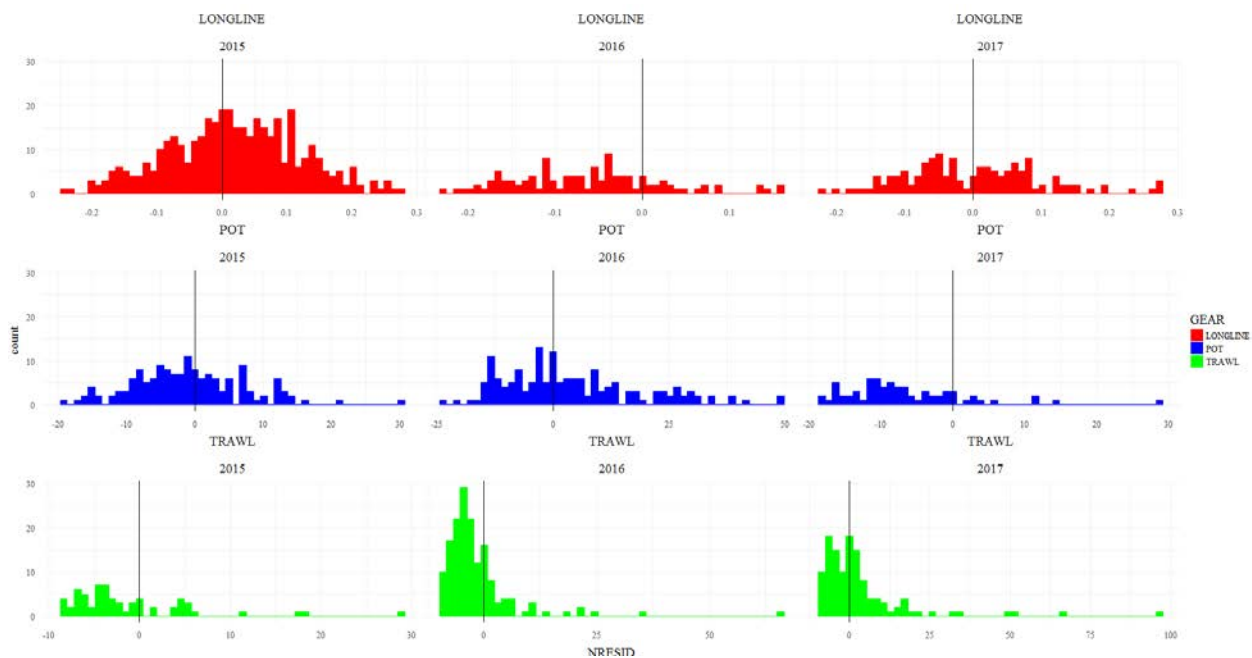 LONGLINE LONGLINE LONGLINE
2015 2016 2017
30
20
10
0
-0.2 -0.1 0.0 0.1 0.2 0.3 -0.2 -0.1 0.0 0.1 -0.2 -0.1 0.0 0.1 0.2 0.3
POT POT POT
2015 2016 2017
30
20
10
0
count
-20 -10 0 10 20 30 -25 0 25 50 -20 -10 0 10 20 30
GEAR
LONGLINE
POT
TRAWL
TRAWL TRAWL TRAWL
2015 2016 2017
30
20
10
0
-10 0 10 20 30 0 25 50 0 25 50 75 100
NRESID